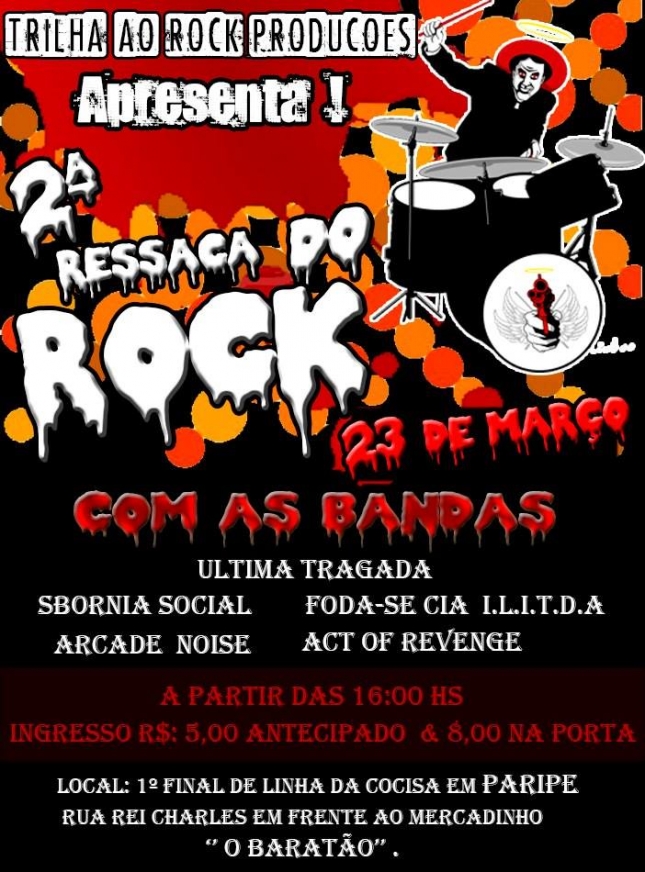 TRILHA AO ROCK PRODUCOES
Apresenta !
2ª
RESSACA DO
ROCK
23 DE MARÇO
COM AS BANDAS
ULTIMA TRAGADA
SBORNIA SOCIAL FODA-SE CIA I.L.I.T.D.A
ARCADE NOISE ACT OF REVENGE
A PARTIR DAS 16:00 HS
INGRESSO R$: 5,00 ANTECIPADO & 8,00 NA PORTA
LOCAL: 1º FINAL DE LINHA DA COCISA EM PARIPE
RUA REI CHARLES EM FRENTE AO MERCADINHO
‘’ O BARATÃO’’ .